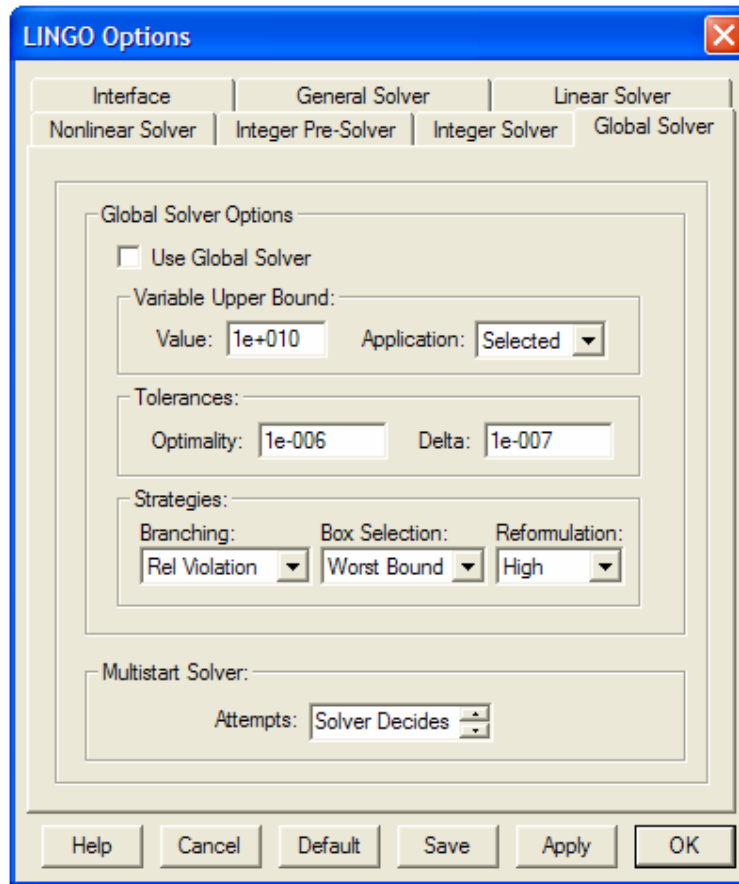 LINGO Options
Interface General Solver Linear Solver
Nonlinear Solver Integer Pre-Solver Integer Solver Global Solver
Global Solver Options
Use Global Solver
Variable Upper Bound:
Value: 1e+010 Application: Selected
Tolerances:
Optimality: 1e-006 Delta: 1e-007
Strategies:
Branching: Box Selection: Reformulation:
Rel Violation Worst Bound High
Multistart Solver:
Attempts: Solver Decides
Help Cancel Default Save Apply OK